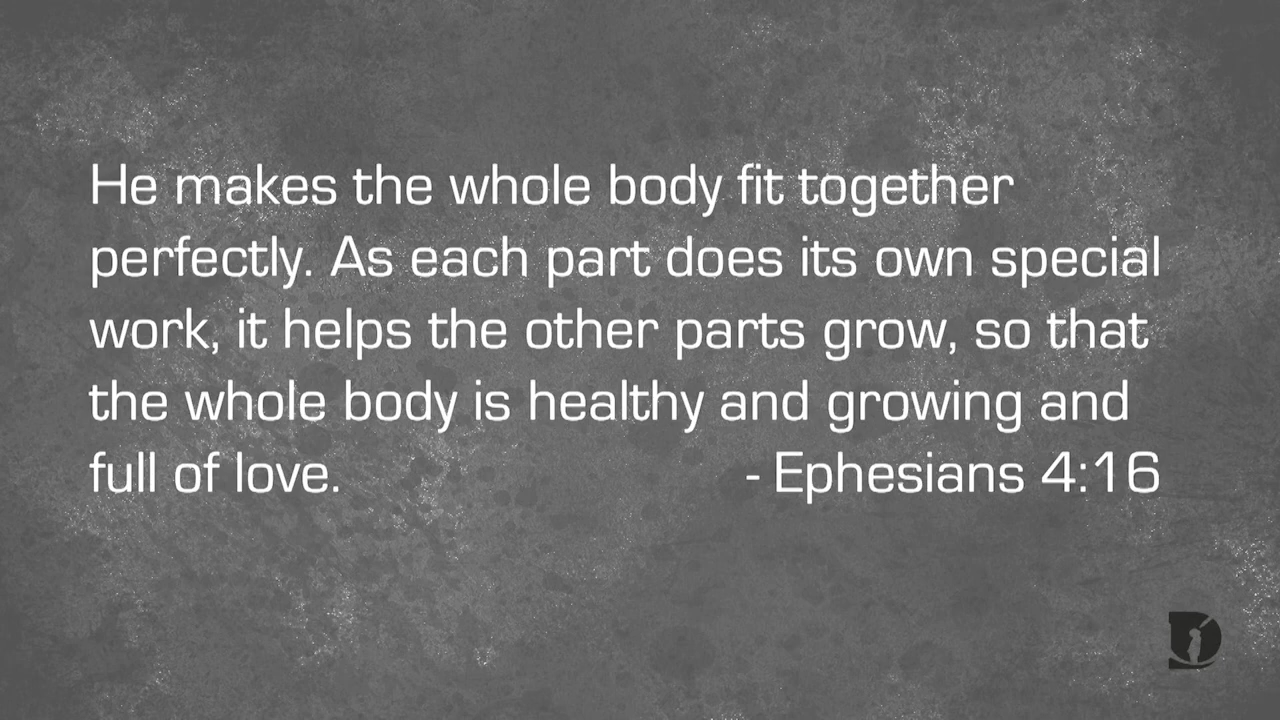 He makes the whole body fit together
perfectly. As each part does its own special
work, it helps the other parts grow, so that
the whole body is healthy and growing and
full of love. - Ephesians 4:16
D